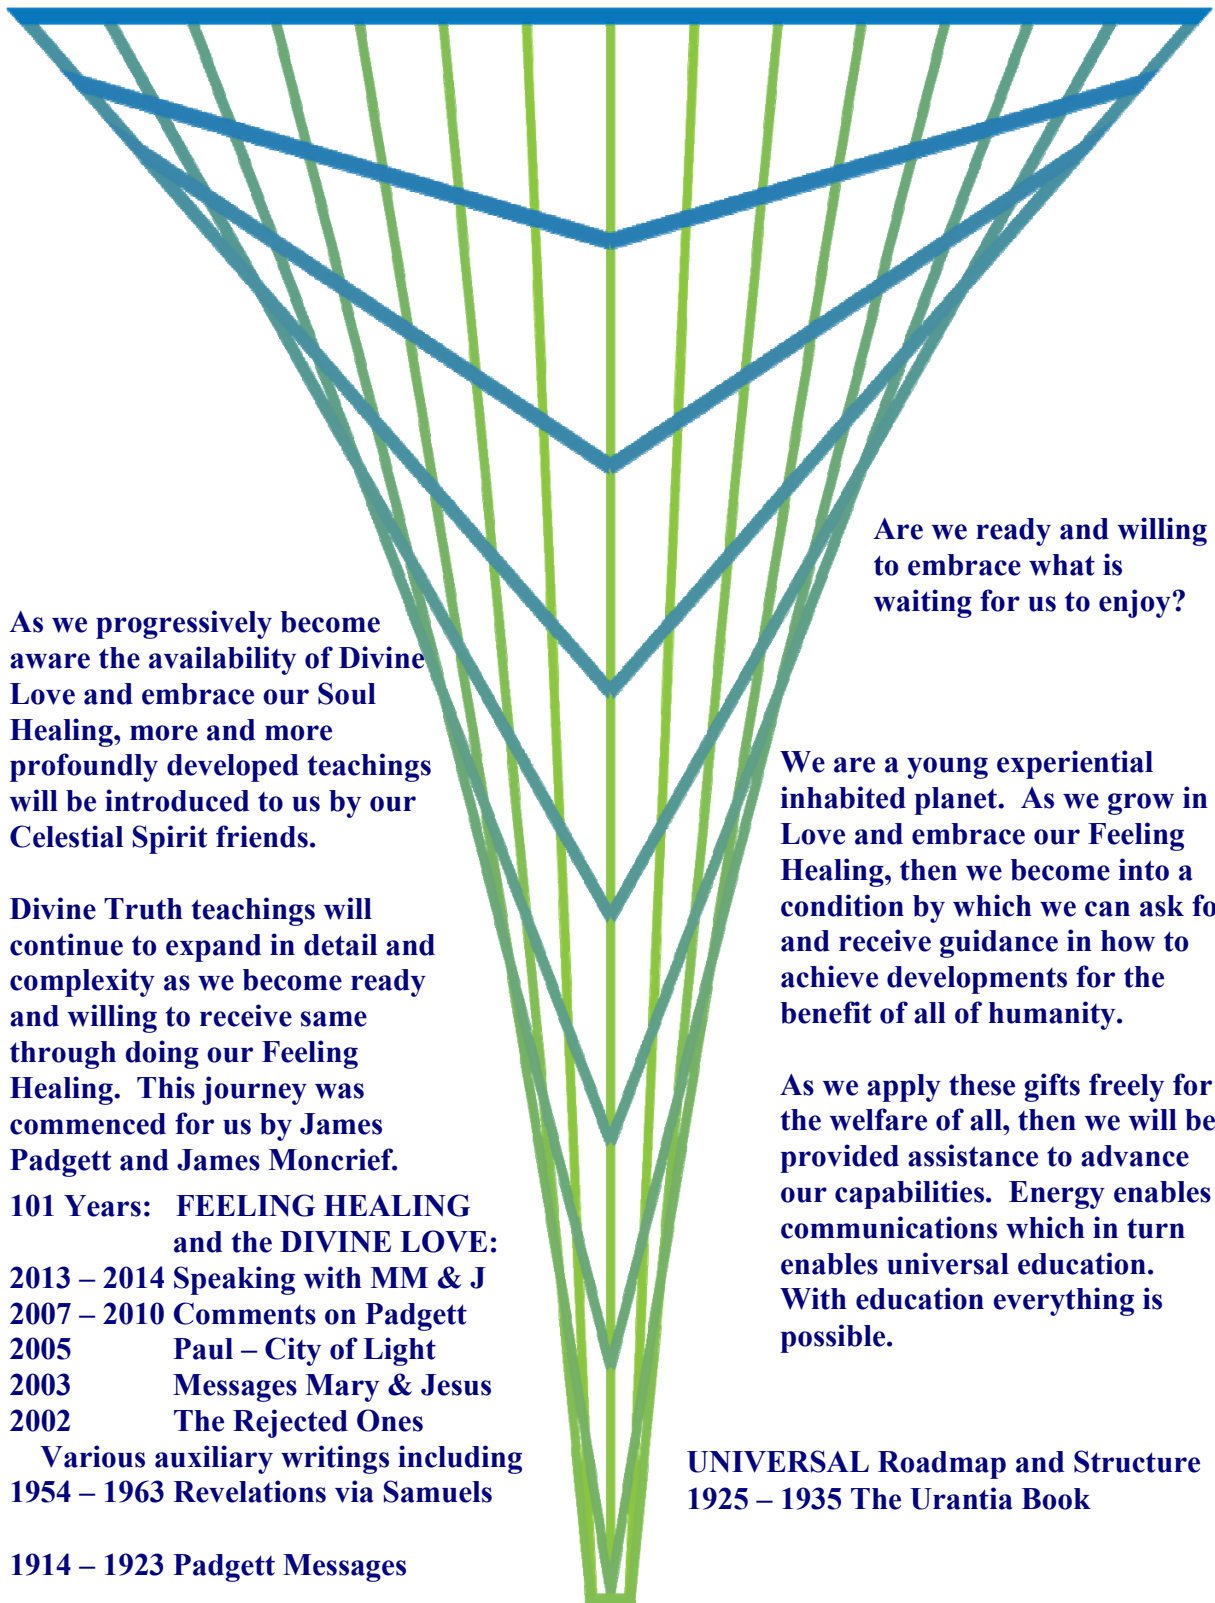 As we progressively become
aware the availability of Divine
Love and embrace our Soul
Healing, more and more
profoundly developed teachings
will be introduced to us by our
Celestial Spirit friends.
Divine Truth teachings will
continue to expand in detail and
complexity as we become ready
and willing to receive same
through doing our Feeling
Healing.  This journey was
commenced for us by James
Padgett and James Moncrief.
101 Years:   FEELING HEALING
and the DIVINE LOVE:
2013 – 2014 Speaking with MM & J
2007 – 2010 Comments on Padgett
2005 Paul – City of Light
2003 Messages Mary & Jesus
2002 The Rejected Ones
Various auxiliary writings including
1954 – 1963 Revelations via Samuels
1914 – 1923 Padgett Messages
Are we ready and willing
to embrace what is
waiting for us to enjoy?
We are a young experiential
inhabited planet.  As we grow in
Love and embrace our Feeling
Healing, then we become into a
condition by which we can ask fo
and receive guidance in how to
achieve developments for the
benefit of all of humanity.
As we apply these gifts freely for
the welfare of all, then we will be
provided assistance to advance
our capabilities.  Energy enables
communications which in turn
enables universal education.
With education everything is
possible.
UNIVERSAL Roadmap and Structure
1925 – 1935 The Urantia Book